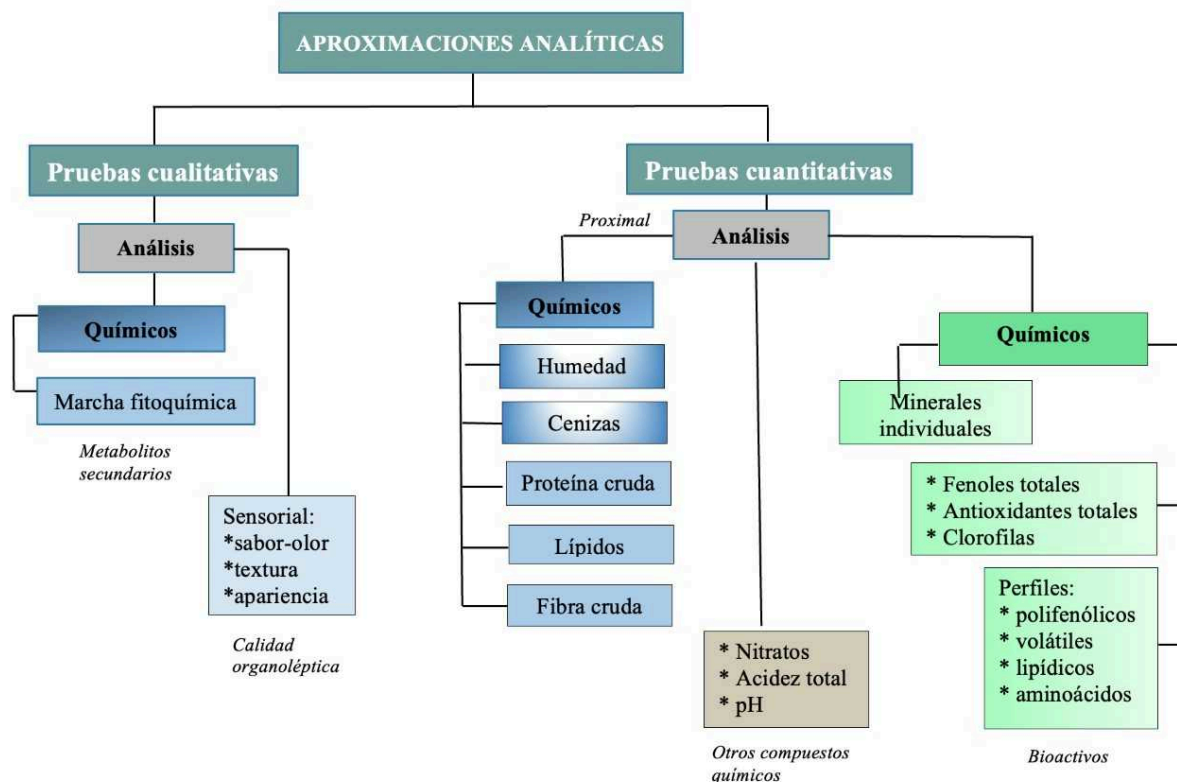 APROXIMACIONES ANALÍTICAS
Pruebas cualitativas
Análisis
Químicos
Marcha fitoquímica
Metabolitos
secundarios
Sensorial:
*sabor-olor
*textura
*apariencia
Calidad
organoléptica
Pruebas cuantitativas
Análisis
Proximal
Químicos
Humedad
Cenizas
Proteína cruda
Lípidos
Fibra cruda
* Nitratos
* Acidez total
* pH
Otros compuestos
químicos
Químicos
Minerales
individuales
* Fenoles totales
* Antioxidantes totales
* Clorofilas
Perfiles:
* polifenólicos
* volátiles
* lipídicos
* aminoácidos
Bioactivos